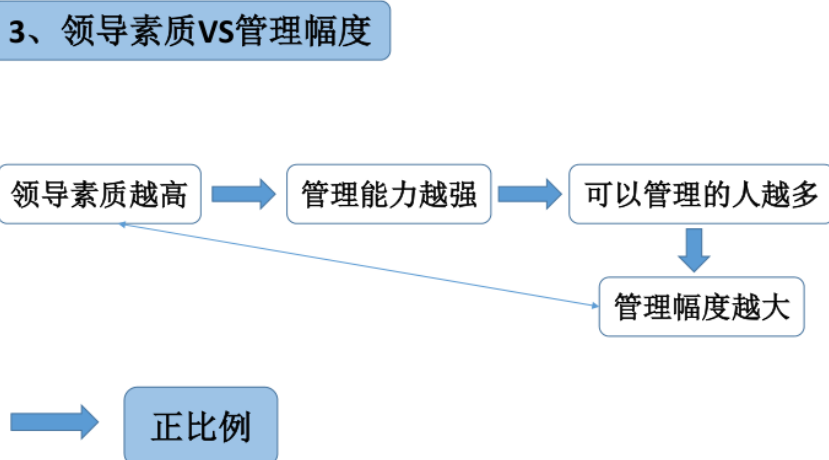 3、领导素质VS管理幅度
领导素质越高
管理能力越强
可以管理的人越多
管理幅度越大
正比例